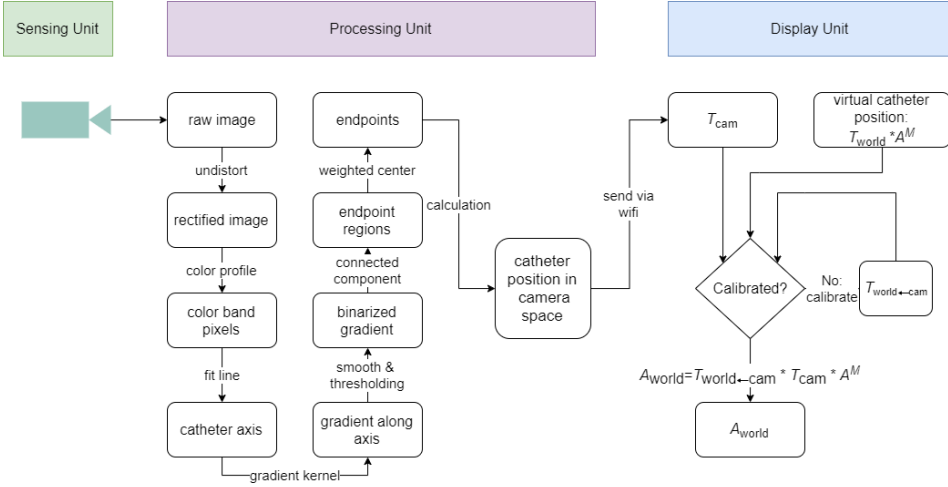 Sensing Unit
Processing Unit
Display Unit
raw image
undistort
rectified image
color profile
color band
pixels
fit line
catheter axis
gradient kernel
gradient along
axis
smooth &
thresholding
binarized
gradient
connected
component
endpoint
regions
weighted center
endpoints
calculation
catheter
position in
camera
space
send via
wifi
Tcam
virtual catheter
position:
Tworld *A^M
Calibrated?
No:
calibrate
Tworld←cam
Aworld=Tworld←cam * Tcam * A^M
Aworld